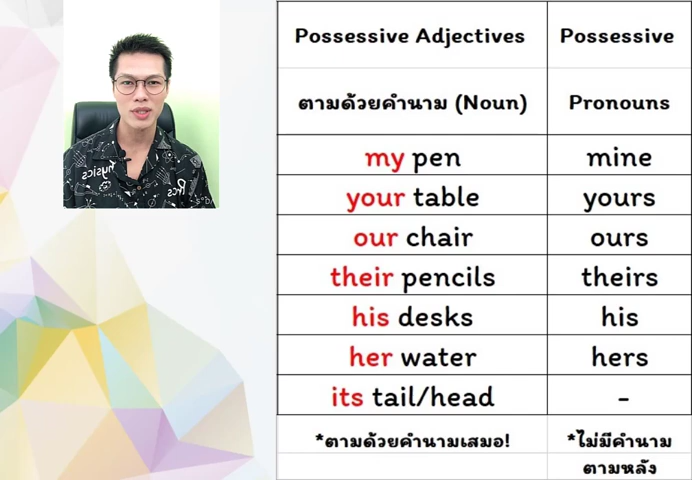 Possessive Adjectives Possessive
ตามด้วยคำนาม (Noun) Pronouns
my pen mine
your table yours
our chair ours
their pencils theirs
his desks his
her water hers
its tail/head -
*ตามด้วยคำนามเสมอ! *ไม่มีคำนาม
ตามหลัง